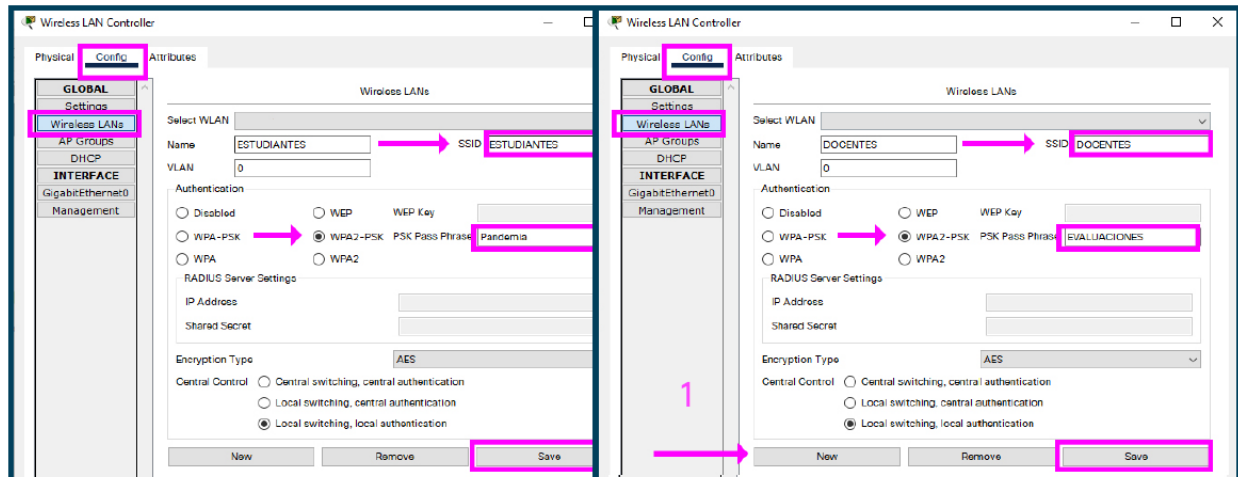 Wireless LAN Controller
Physical Config Attributes
GLOBAL
Settings
Wireless LANs
AP Groups
DHCP
INTERFACE
GigabitEthernet0
Management
Wireless LANs
Select WLAN
Name ESTUDIANTES SSID ESTUDIANTES
VLAN 0
Authentication
Disabled WEP WEP Key
WPA-PSK WPA2-PSK PSK Pass Phrase Pandemia
WPA WPA2
RADIUS Server Settings
IP Address
Shared Secret
Encryption Type AES
Central Control Central switching, central authentication
Local switching, central authentication
Local switching, local authentication
New Remove Save
Wireless LAN Controller
Physical Config Attributes
GLOBAL
Settings
Wireless LANs
AP Groups
DHCP
INTERFACE
GigabitEthernet0
Management
Wireless LANs
Select WLAN
Name DOCENTES SSID DOCENTES
VLAN 0
Authentication
Disabled WEP WEP Key
WPA-PSK WPA2-PSK PSK Pass Phrase EVALUACIONES
WPA WPA2
RADIUS Server Settings
IP Address
Shared Secret
Encryption Type AES
Central Control Central switching, central authentication
Local switching, central authentication
Local switching, local authentication
1
New Remove Save